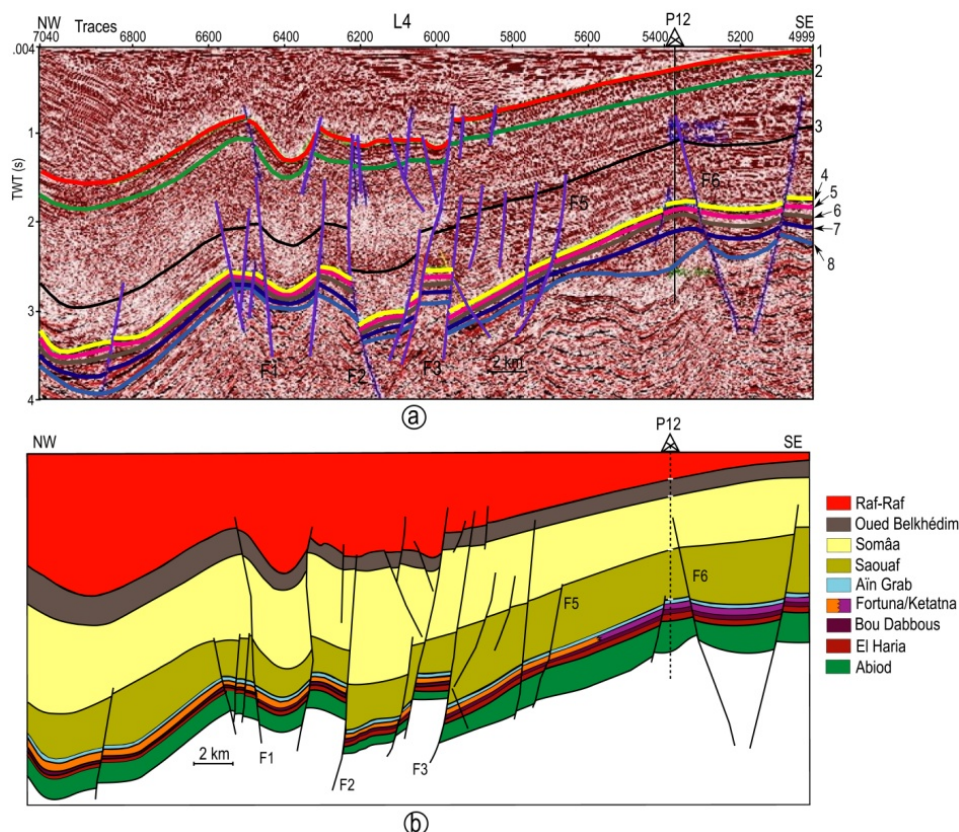 NW Traces L4 P12 SE
7040 6800 6600 6400 6200 6000 5800 5600 5400 5200 4999
.004
1
2
3
4
TWT (s)
1
2
3
4
5
6
7
8
F1
F2
F3
F5
F6
2 km
a
NW P12 SE
F1
F2
F3
F5
F6
2 km
Raf-Raf
Oued Belkhédim
Somâa
Saouaf
Aïn Grab
Fortuna/Ketatna
Bou Dabbous
El Haria
Abiod
b